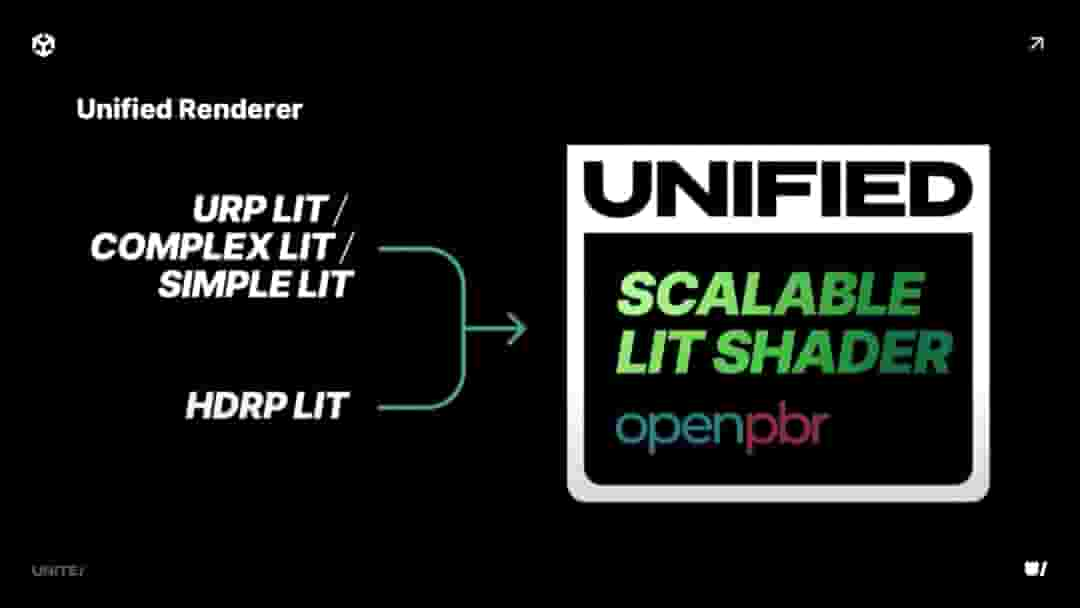 Unified Renderer
URP LIT /
COMPLEX LIT /
SIMPLE LIT
HDRP LIT
UNIFIED
SCALABLE
LIT SHADER
openpbr
UNITE/
U/